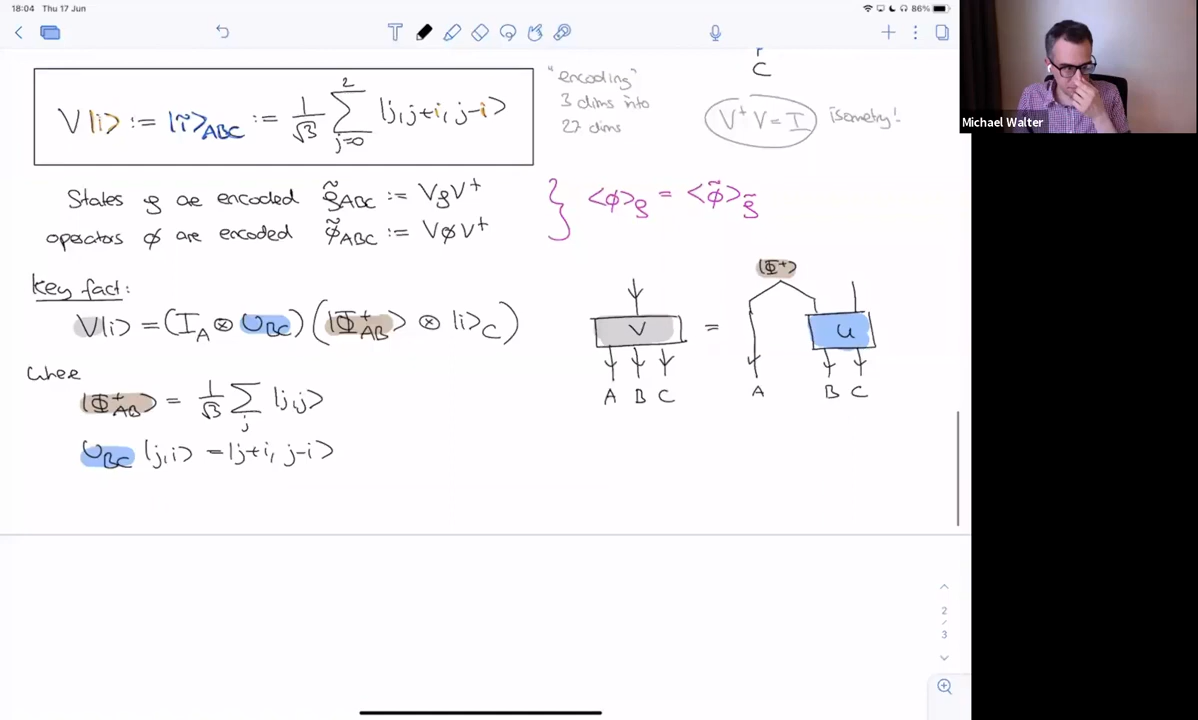 18:04 Thu 17 Jun
86%
V|i> := |ĩ>ABC := 1/√3 ∑ j=0 2 |j, j+i, j-i>
"encoding"
3 dims into
27 dims
C
V†V = I isometry!
States ρ are encoded ρ̃ABC := VρV†
operators φ are encoded φ̃ABC := VφV†
} <φ>ρ = <φ̃>ρ̃
Key fact:
V|i> = (IA ⊗ UBC) (|Φ+AB> ⊗ |i>C)
where
|Φ+AB> = 1/√3 ∑j |j,j>
UBC |j,i> = |j+i, j-i>
|Φ+>
V = U
A B C A B C
2
/
3
Michael Walter